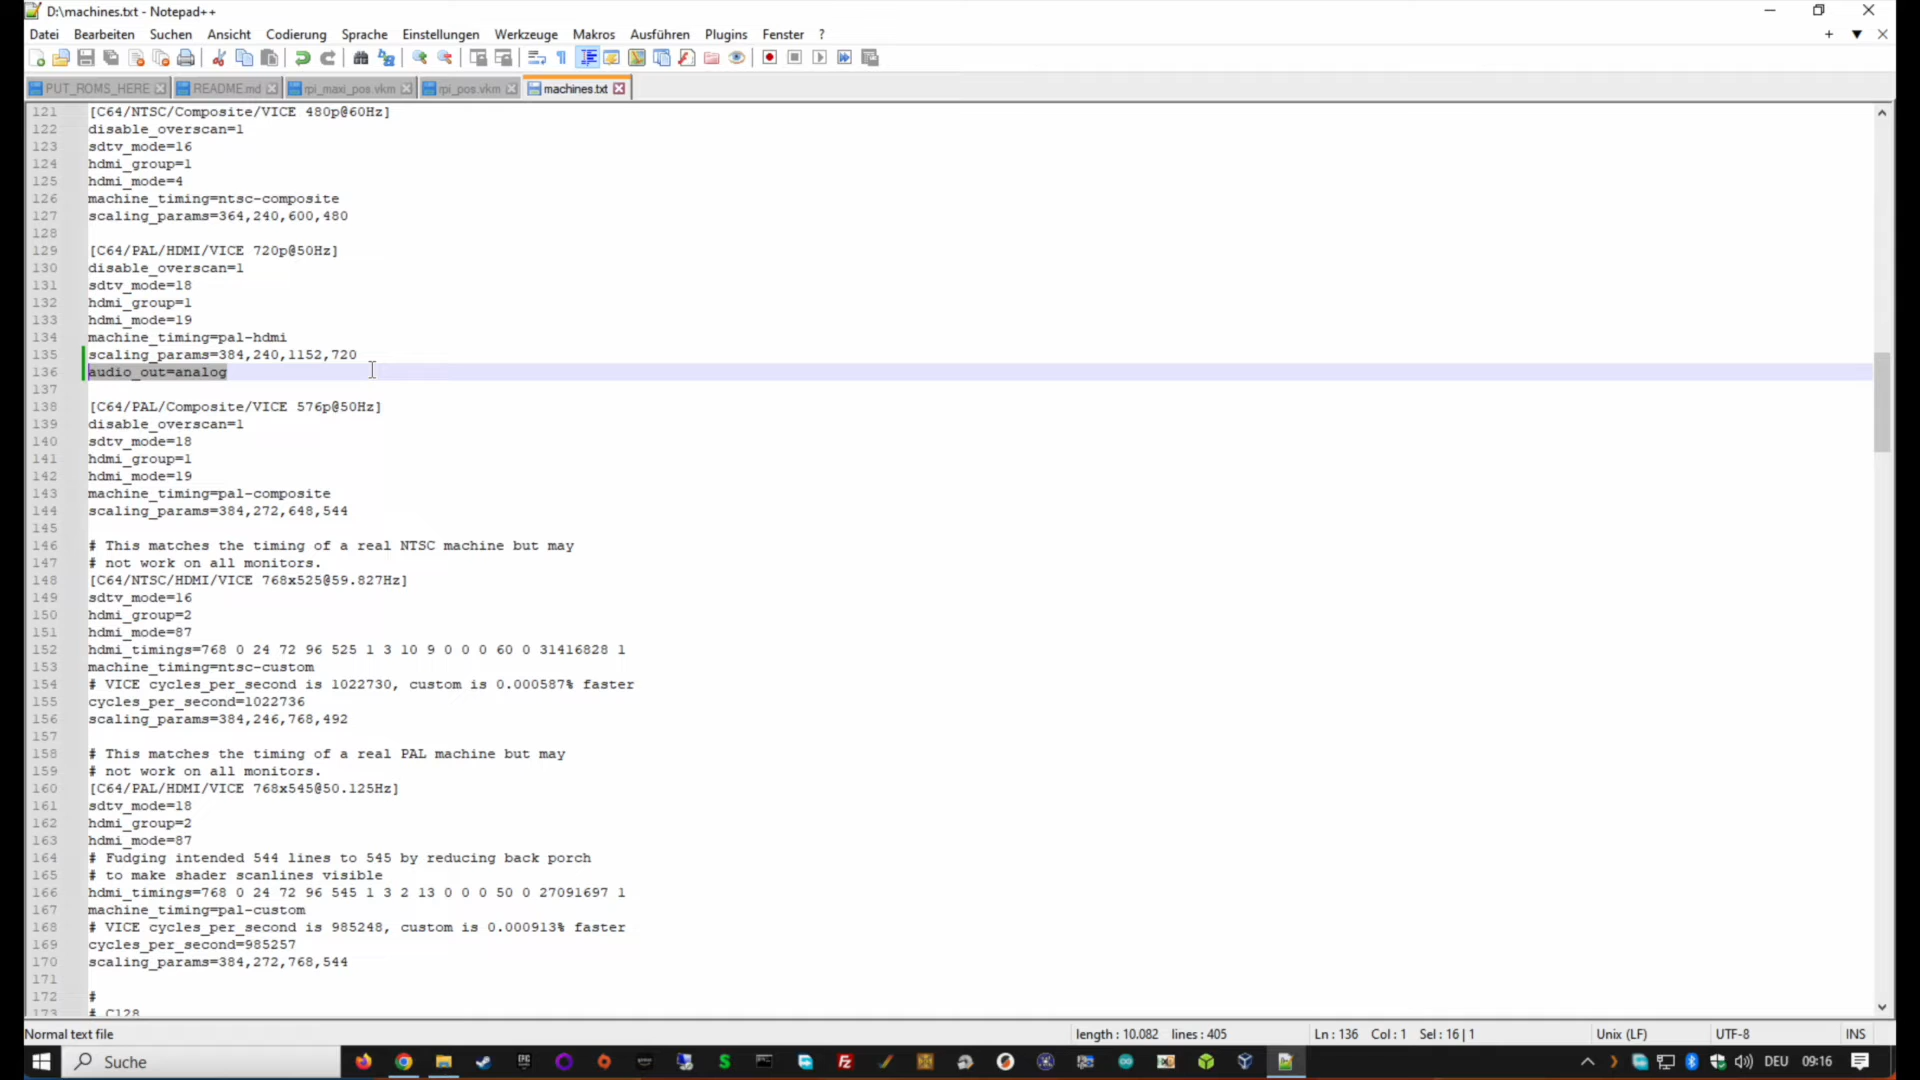 D:\machines.txt - Notepad++
Datei Bearbeiten Suchen Ansicht Codierung Sprache Einstellungen Werkzeuge Makros Ausführen Plugins Fenster ?
PUT_ROMS_HERE README.md rpi_maxi_pos.vkm rpi_pos.vkm machines.txt
121 [C64/NTSC/Composite/VICE 480p@60Hz]
122 disable_overscan=1
123 sdtv_mode=16
124 hdmi_group=1
125 hdmi_mode=4
126 machine_timing=ntsc-composite
127 scaling_params=364,240,600,480
128
129 [C64/PAL/HDMI/VICE 720p@50Hz]
130 disable_overscan=1
131 sdtv_mode=18
132 hdmi_group=1
133 hdmi_mode=19
134 machine_timing=pal-hdmi
135 scaling_params=384,240,1152,720
136 audio_out=analog
137
138 [C64/PAL/Composite/VICE 576p@50Hz]
139 disable_overscan=1
140 sdtv_mode=18
141 hdmi_group=1
142 hdmi_mode=19
143 machine_timing=pal-composite
144 scaling_params=384,272,648,544
145
146 # This matches the timing of a real NTSC machine but may
147 # not work on all monitors.
148 [C64/NTSC/HDMI/VICE 768x525@59.827Hz]
149 sdtv_mode=16
150 hdmi_group=2
151 hdmi_mode=87
152 hdmi_timings=768 0 24 72 96 525 1 3 10 9 0 0 0 60 0 31416828 1
153 machine_timing=ntsc-custom
154 # VICE cycles_per_second is 1022730, custom is 0.000587% faster
155 cycles_per_second=1022736
156 scaling_params=384,246,768,492
157
158 # This matches the timing of a real PAL machine but may
159 # not work on all monitors.
160 [C64/PAL/HDMI/VICE 768x545@50.125Hz]
161 sdtv_mode=18
162 hdmi_group=2
163 hdmi_mode=87
164 # Fudging intended 544 lines to 545 by reducing back porch
165 # to make shader scanlines visible
166 hdmi_timings=768 0 24 72 96 545 1 3 2 13 0 0 0 50 0 27091697 1
167 machine_timing=pal-custom
168 # VICE cycles_per_second is 985248, custom is 0.000913% faster
169 cycles_per_second=985257
170 scaling_params=384,272,768,544
171
172 #
173 # C128
Normal text file length : 10.082 lines : 405 Ln : 136 Col : 1 Sel : 16 | 1 Unix (LF) UTF-8 INS
Suche DEU 09:16